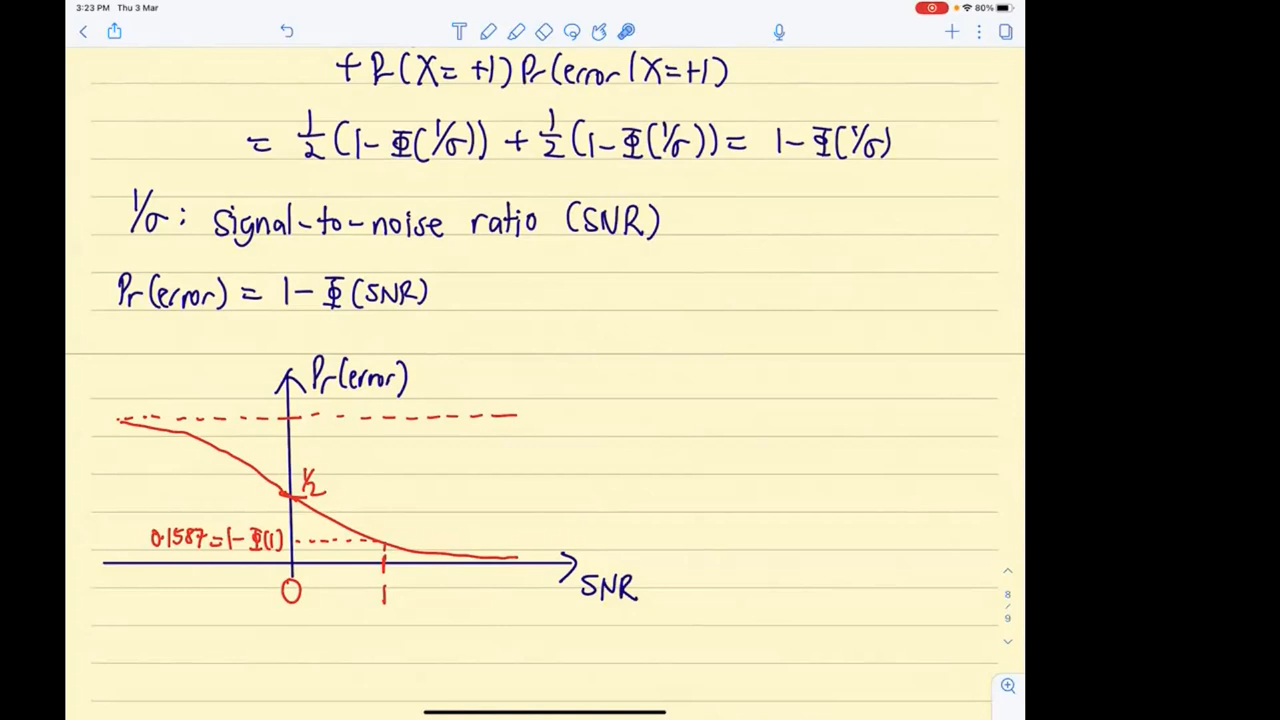 3:23 PM Thu 3 Mar
80%
+ Pr(X= +1) Pr(error|X=+1)
= 1/2 (1-Φ(1/σ)) + 1/2 (1-Φ(1/σ)) = 1-Φ(1/σ)
1/σ : signal-to-noise ratio (SNR)
Pr(error) = 1-Φ(SNR)
Pr(error)
1/2
0.1587=1-Φ(1)
0
1
SNR
8
/
9